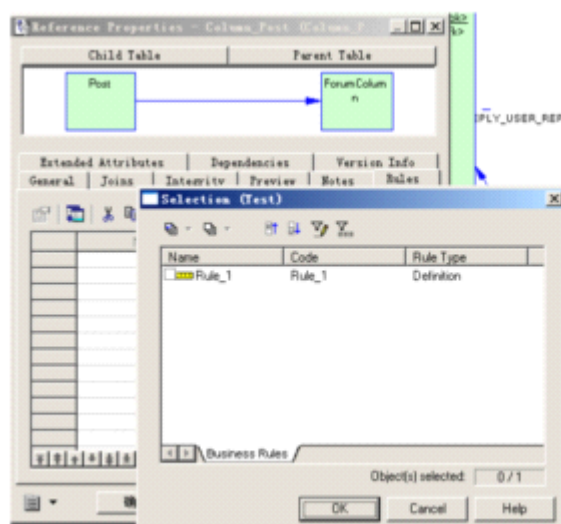 Reference Properties - Column_Post (Column_P
Child Table
Parent Table
Post
ForumColum
n
PLY_USER_REF
Extended Attributes
Dependencies
Version Info
General
Joins
Integrity
Preview
Notes
Rules
Selection (Test)
Name
Code
Rule Type
Rule_1
Rule_1
Definition
Business Rules
Object(s) selected:
0 / 1
OK
Cancel
Help